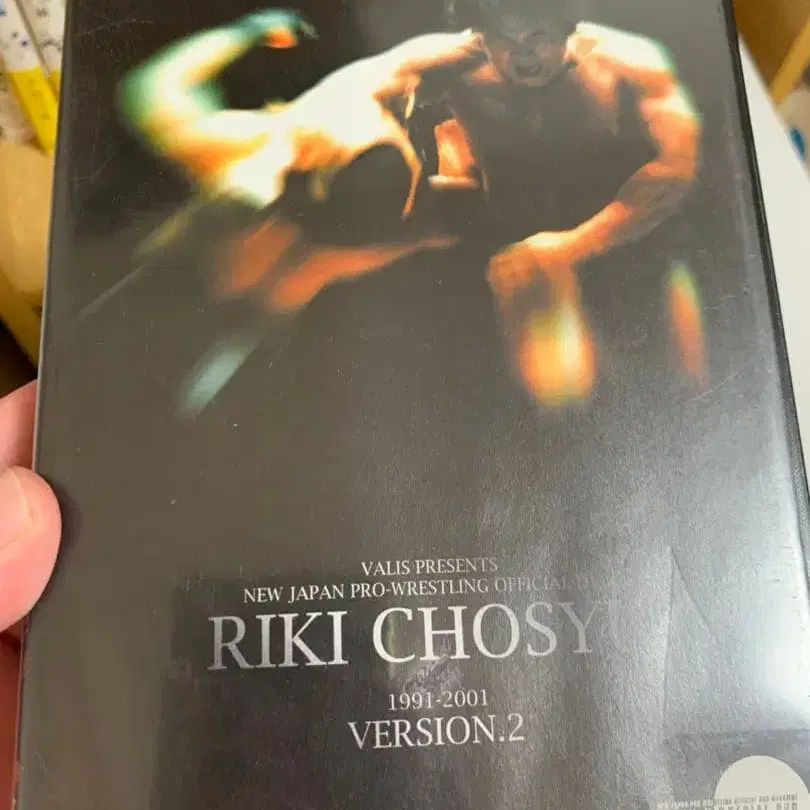 VALIS PRESENTS
NEW JAPAN PRO-WRESTLING OFFICIAL
RIKI CHOSY
1991-2001
VERSION.2